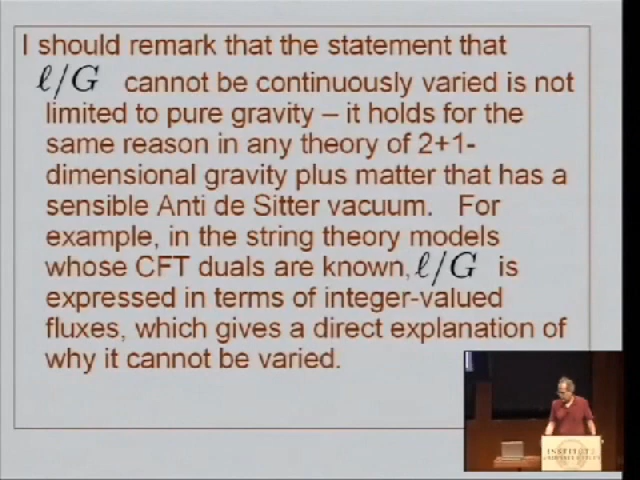 I should remark that the statement that
ℓ/G cannot be continuously varied is not
limited to pure gravity – it holds for the
same reason in any theory of 2+1-
dimensional gravity plus matter that has a
sensible Anti de Sitter vacuum. For
example, in the string theory models
whose CFT duals are known, ℓ/G is
expressed in terms of integer-valued
fluxes, which gives a direct explanation of
why it cannot be varied.
INSTITUTE